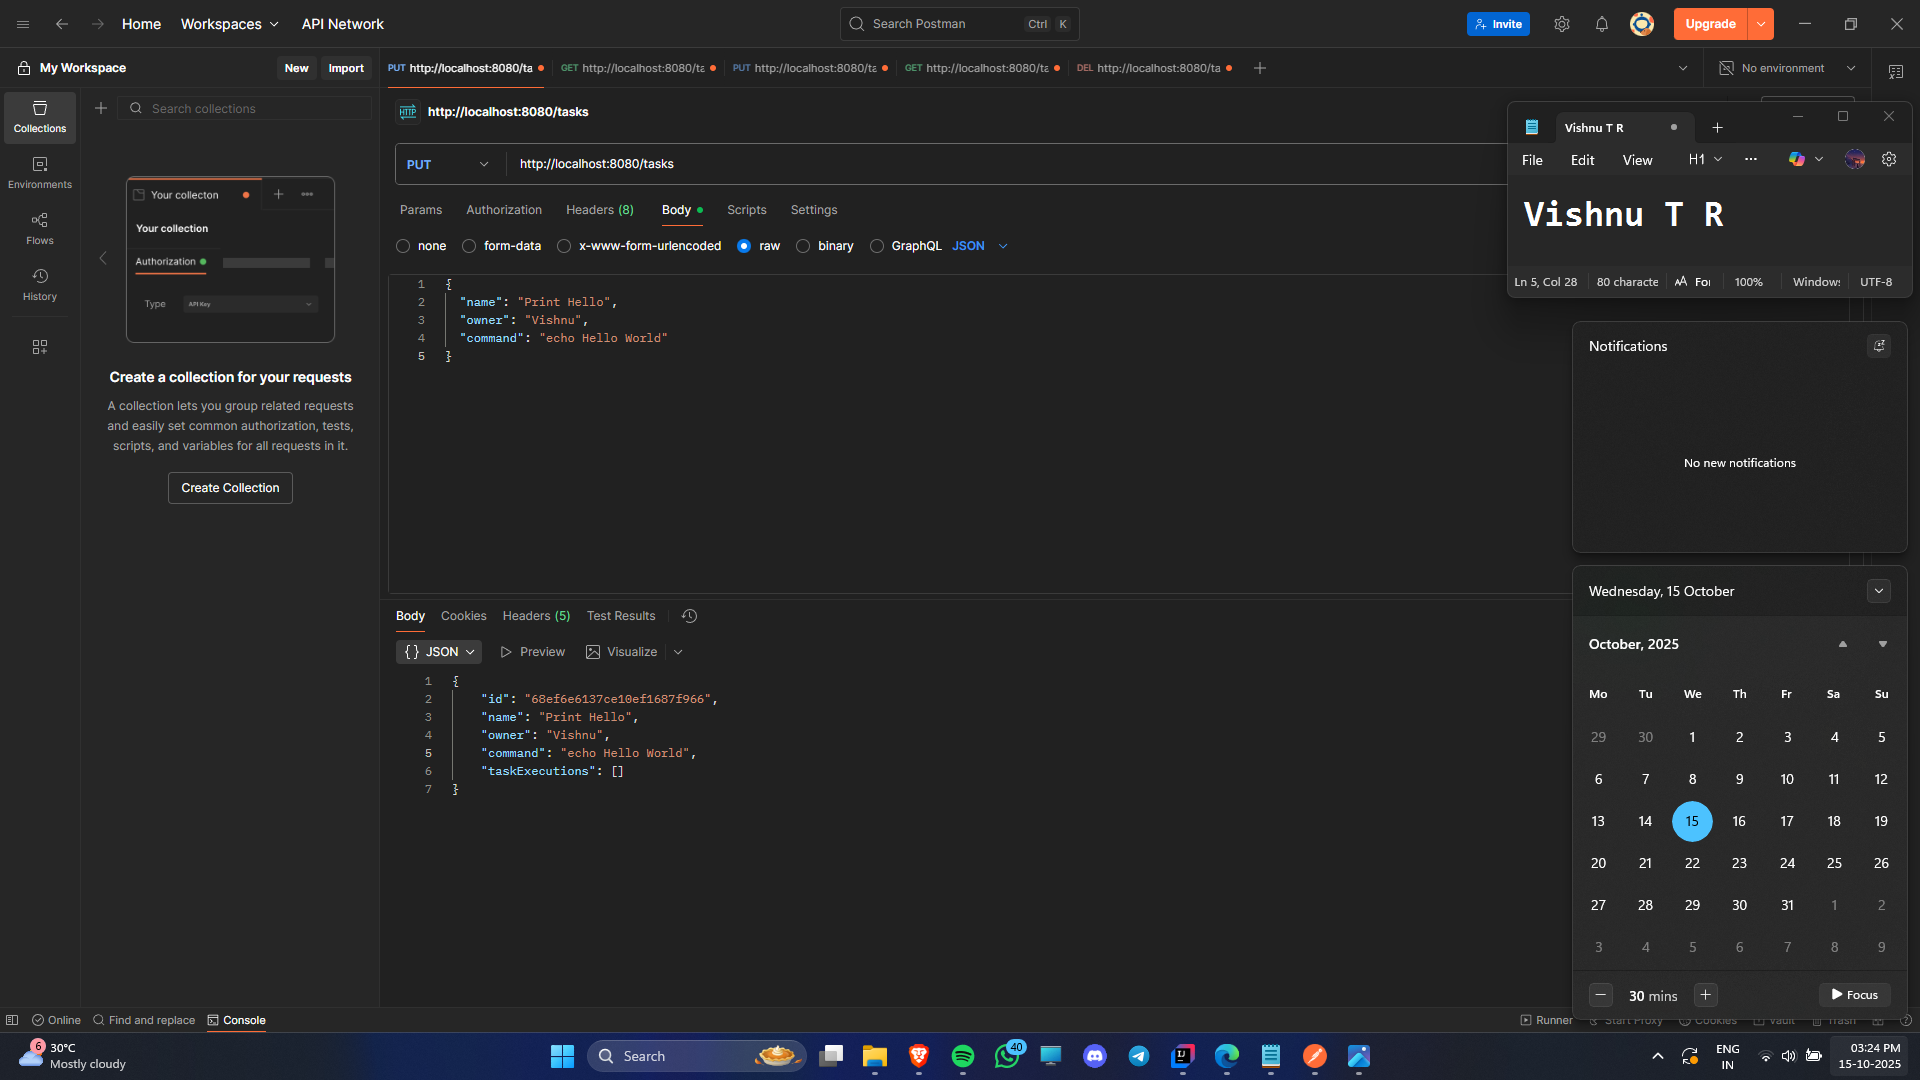 Home
Workspaces
API Network
Search Postman
Ctrl K
Invite
Upgrade
My Workspace
New
Import
PUT http://localhost:8080/ta
GET http://localhost:8080/ta
PUT http://localhost:8080/ta
GET http://localhost:8080/ta
DEL http://localhost:8080/ta
No environment
Collections
Environments
Flows
History
Search collections
Your collecton
Your collection
Authorization
Type
API Key
Create a collection for your requests
A collection lets you group related requests
and easily set common authorization, tests,
scripts, and variables for all requests in it.
Create Collection
HTTP http://localhost:8080/tasks
PUT http://localhost:8080/tasks
Params Authorization Headers (8) Body Scripts Settings
none form-data x-www-form-urlencoded raw binary GraphQL JSON
1 {
2 "name": "Print Hello",
3 "owner": "Vishnu",
4 "command": "echo Hello World"
5 }
Body Cookies Headers (5) Test Results
{} JSON Preview Visualize
1 {
2 "id": "68ef6e6137ce10ef1687f966",
3 "name": "Print Hello",
4 "owner": "Vishnu",
5 "command": "echo Hello World",
6 "taskExecutions": []
7 }
Vishnu T R
File Edit View H1
Vishnu T R
Ln 5, Col 28 80 characte For 100% Windows UTF-8
Notifications
No new notifications
Wednesday, 15 October
October, 2025
Mo Tu We Th Fr Sa Su
29 30 1 2 3 4 5
6 7 8 9 10 11 12
13 14 15 16 17 18 19
20 21 22 23 24 25 26
27 28 29 30 31 1 2
3 4 5 6 7 8 9
30 mins
Focus
Online
Find and replace
Console
Runner
Start Proxy
Cookies
Vault
Trash
6
30°C
Mostly cloudy
Search
40
ENG
IN
03:24 PM
15-10-2025